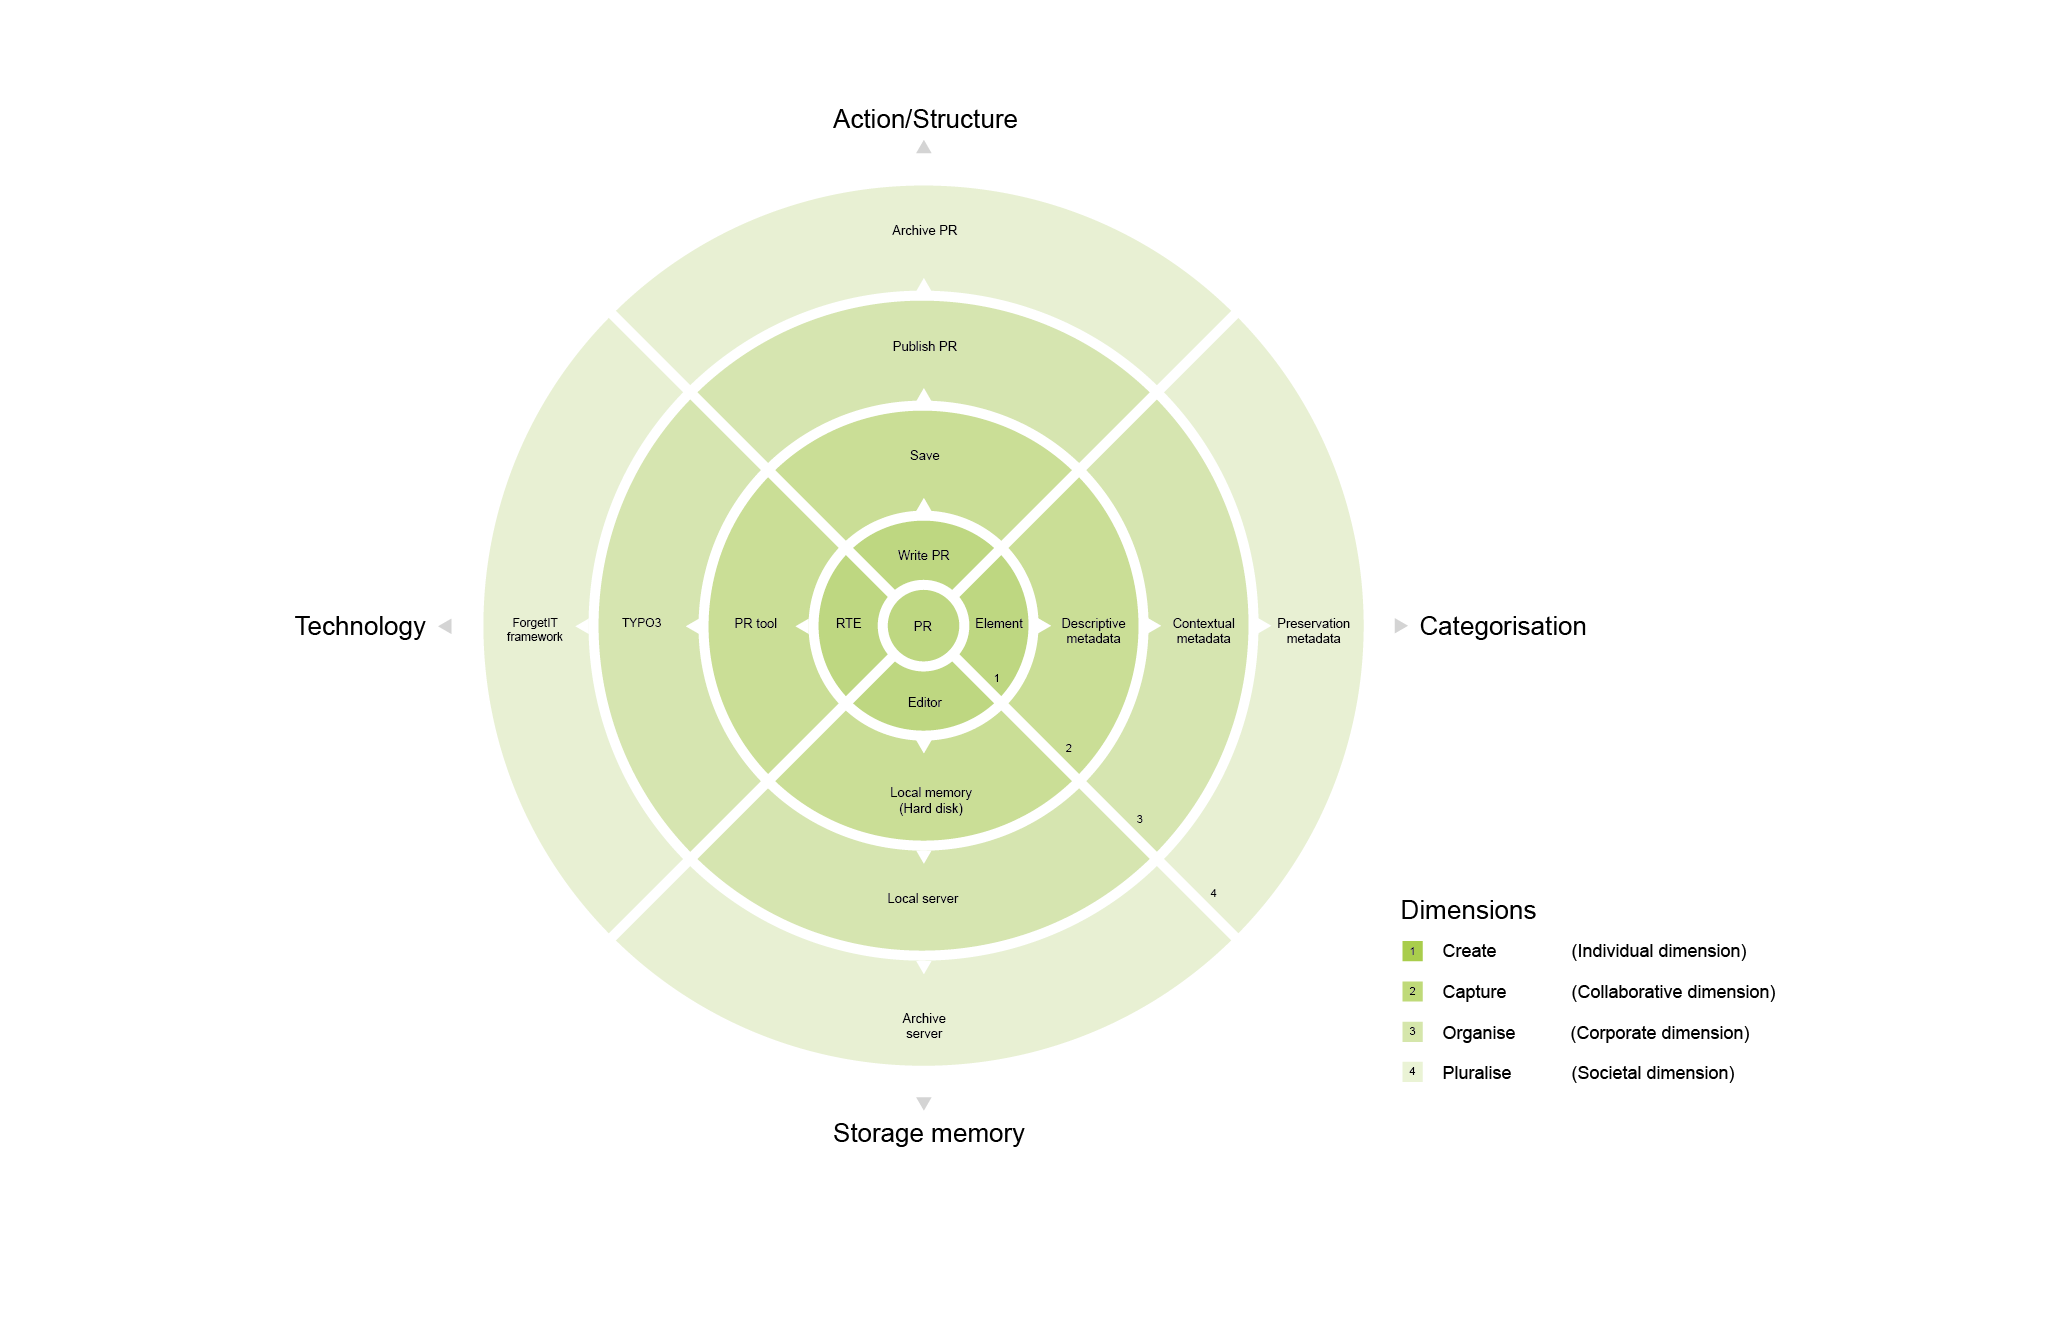 Action/Structure
Archive PR
Publish PR
Save
Write PR
Technology
ForgetIT
framework
TYPO3
PR tool
RTE
PR
Element
Descriptive
metadata
Contextual
metadata
Preservation
metadata
Categorisation
1
Editor
2
Local memory
(Hard disk)
3
4
Local server
Archive
server
Storage memory
Dimensions
1 Create (Individual dimension)
2 Capture (Collaborative dimension)
3 Organise (Corporate dimension)
4 Pluralise (Societal dimension)